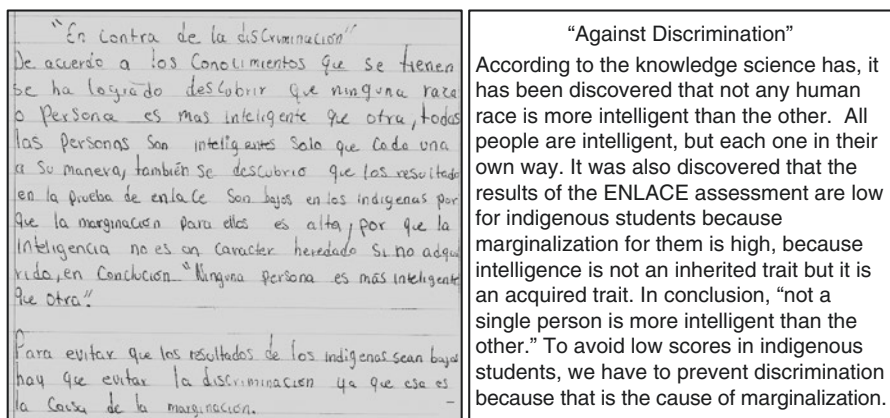 "En contra de la discriminación"
De acuerdo a los Conocimientos que se tienen
se ha logrado descobrir que ninguna raza
o Persona es mas inteligente que otra, todas
las Personas Son inteligentes Solo que Cada una
a Su manera, también Se descubrio que los resultado
en la prueba de enlace Son bajos en los indigenas por
que la marginación Para ellos es alta, por que la
inteligencia no es un Caracter heredado Si no adqui
rido, en Conclución "Ninguna persona es más inteligente
que otra"
Para evitar que los resultados de los indigenas sean bajos
hay que evitar la discriminación ya que esa es
la Causa de la marginación.
"Against Discrimination"
According to the knowledge science has, it
has been discovered that not any human
race is more intelligent than the other. All
people are intelligent, but each one in their
own way. It was also discovered that the
results of the ENLACE assessment are low
for indigenous students because
marginalization for them is high, because
intelligence is not an inherited trait but it is
an acquired trait. In conclusion, "not a
single person is more intelligent than the
other." To avoid low scores in indigenous
students, we have to prevent discrimination
because that is the cause of marginalization.